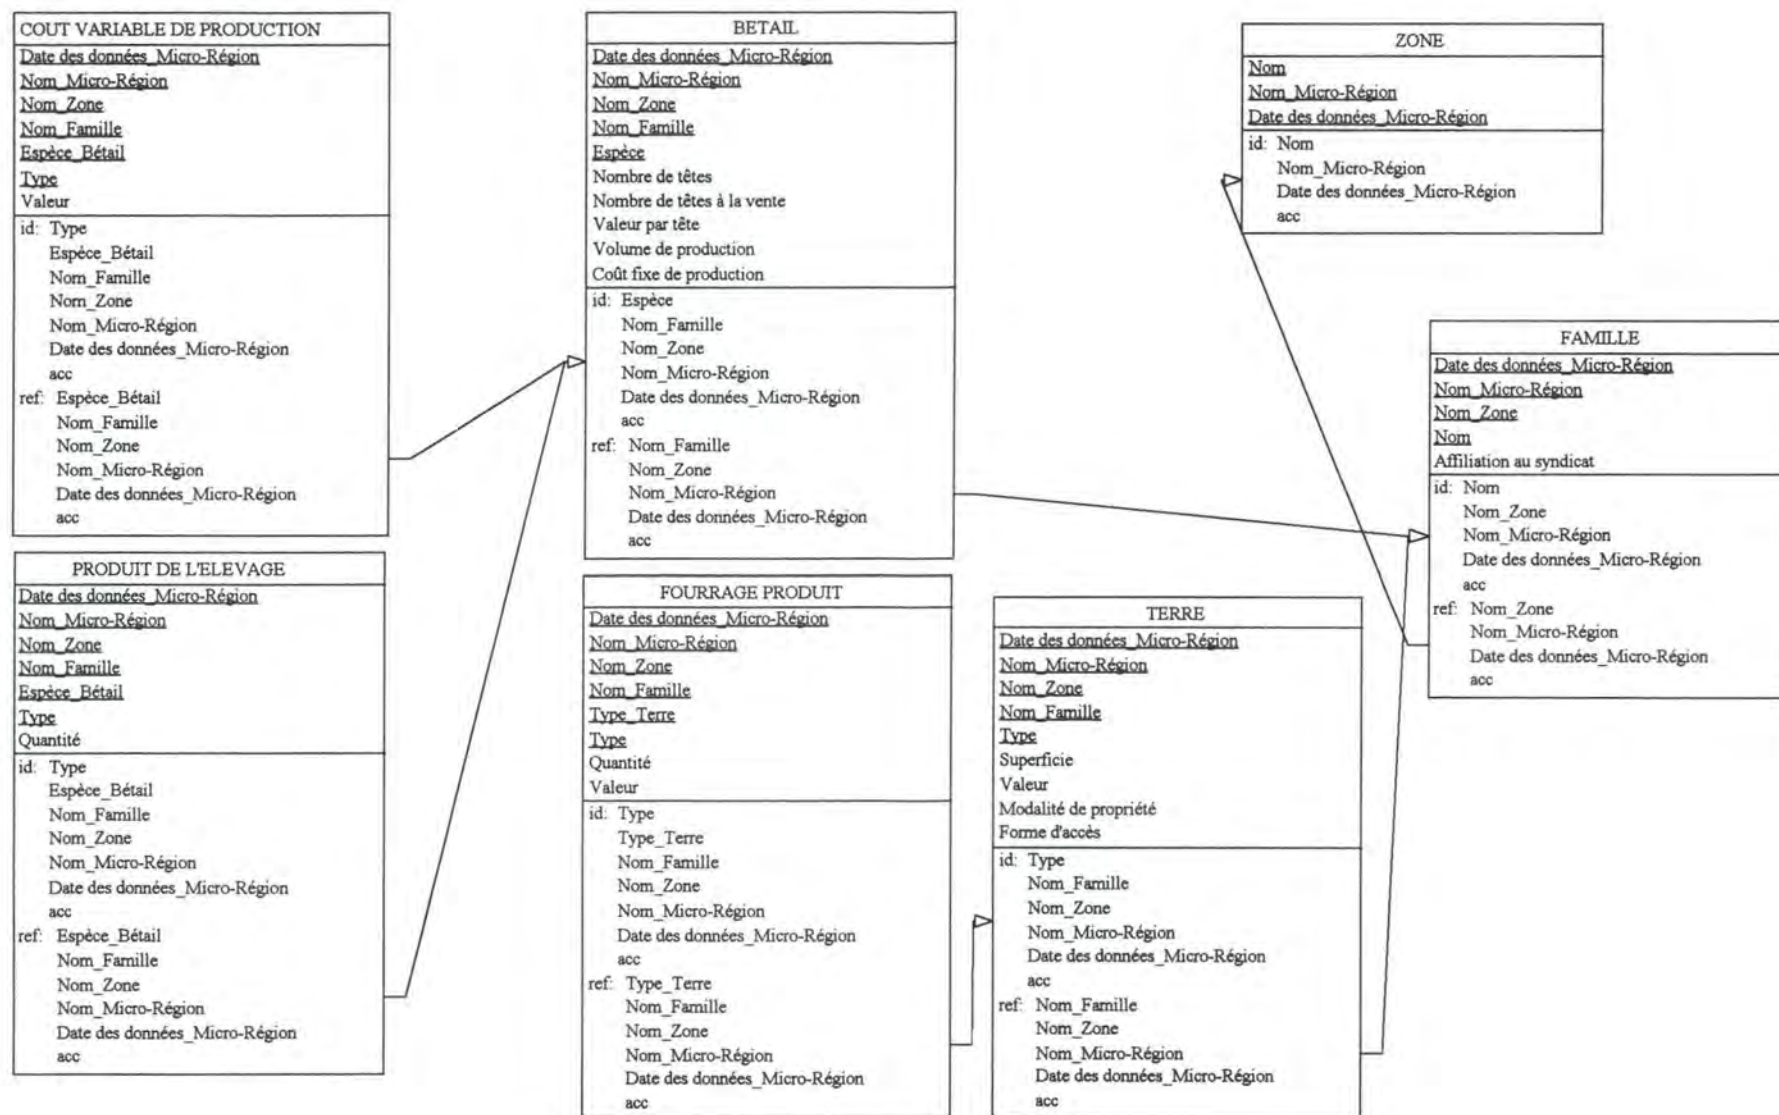 COUT VARIABLE DE PRODUCTION
Date des données_Micro-Région
Nom_Micro-Région
Nom_Zone
Nom_Famille
Espèce_Bétail
Type
Valeur
id: Type
Espéce_Bétail
Nom_Famille
Nom_Zone
Nom_Micro-Région
Date des données_Micro-Région
acc
ref: Espèce_Bétail
Nom_Famille
Nom_Zone
Nom_Micro-Région
Date des données_Micro-Région
acc
PRODUIT DE L'ELEVAGE
Date des données_Micro-Région
Nom_Micro-Région
Nom_Zone
Nom_Famille
Espèce_Bétail
Type
Quantité
id: Type
Espèce_Bétail
Nom_Famille
Nom_Zone
Nom_Micro-Région
Date des données_Micro-Région
acc
ref: Espèce_Bétail
Nom_Famille
Nom_Zone
Nom_Micro-Région
Date des données_Micro-Région
acc
BETAIL
Date des données_Micro-Région
Nom_Micro-Région
Nom_Zone
Nom_Famille
Espèce
Nombre de têtes
Nombre de têtes à la vente
Valeur par tête
Volume de production
Coût fixe de production
id: Espèce
Nom_Famille
Nom_Zone
Nom_Micro-Région
Date des données_Micro-Région
acc
ref: Nom_Famille
Nom_Zone
Nom_Micro-Région
Date des données_Micro-Région
acc
FOURRAGE PRODUIT
Date des données_Micro-Région
Nom_Micro-Région
Nom_Zone
Nom_Famille
Type_Terre
Type
Quantité
Valeur
id: Type
Type_Terre
Nom_Famille
Nom_Zone
Nom_Micro-Région
Date des données_Micro-Région
acc
ref: Type_Terre
Nom_Famille
Nom_Zone
Nom_Micro-Région
Date des données_Micro-Région
acc
TERRE
Date des données_Micro-Région
Nom_Micro-Région
Nom_Zone
Nom_Famille
Type
Superficie
Valeur
Modalité de propriété
Forme d'accès
id: Type
Nom_Famille
Nom_Zone
Nom_Micro-Région
Date des données_Micro-Région
acc
ref: Nom_Famille
Nom_Zone
Nom_Micro-Région
Date des données_Micro-Région
acc
ZONE
Nom
Nom_Micro-Région
Date des données_Micro-Région
id: Nom
Nom_Micro-Région
Date des données_Micro-Région
acc
FAMILLE
Date des données_Micro-Région
Nom_Micro-Région
Nom_Zone
Nom
Affiliation au syndicat
id: Nom
Nom_Zone
Nom_Micro-Région
Date des données_Micro-Région
acc
ref: Nom_Zone
Nom_Micro-Région
Date des données_Micro-Région
acc